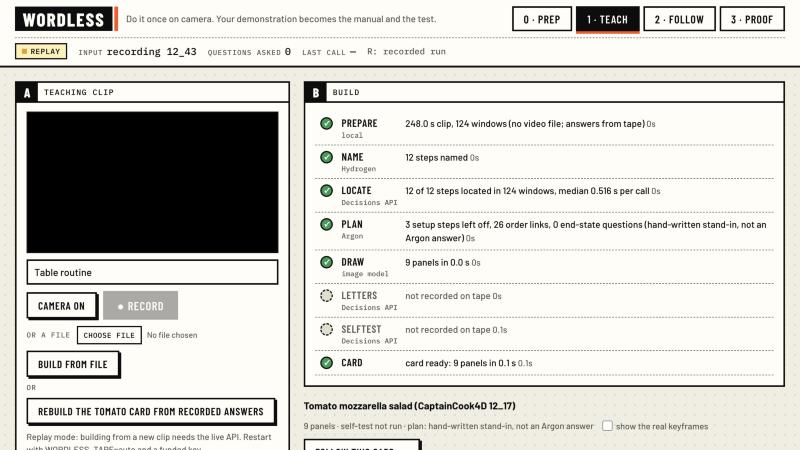 WORDLESS Do it once on camera. Your demonstration becomes the manual and the test.
0 · PREP 1 · TEACH 2 · FOLLOW 3 · PROOF
REPLAY INPUT recording 12_43 QUESTIONS ASKED 0 LAST CALL — R: recorded run
A TEACHING CLIP
Table routine
CAMERA ON ● RECORD
OR A FILE CHOOSE FILE No file chosen
BUILD FROM FILE
OR
REBUILD THE TOMATO CARD FROM RECORDED ANSWERS
Replay mode: building from a new clip needs the live API. Restart
B BUILD
PREPARE 248.0 s clip, 124 windows (no video file; answers from tape) 0s
local
NAME 12 steps named 0s
Hydrogen
LOCATE 12 of 12 steps located in 124 windows, median 0.516 s per call 0s
Decisions API
PLAN 3 setup steps left off, 26 order links, 0 end-state questions (hand-written stand-in, not an
Argon Argon answer) 0s
DRAW 9 panels in 0.0 s 0s
image model
LETTERS not recorded on tape 0s
Decisions API
SELFTEST not recorded on tape 0.1s
Decisions API
CARD card ready: 9 panels in 0.1 s 0.1s
Tomato mozzarella salad (CaptainCook4D 12_17)
9 panels · self-test not run · plan: hand-written stand-in, not an Argon answer show the real keyframes